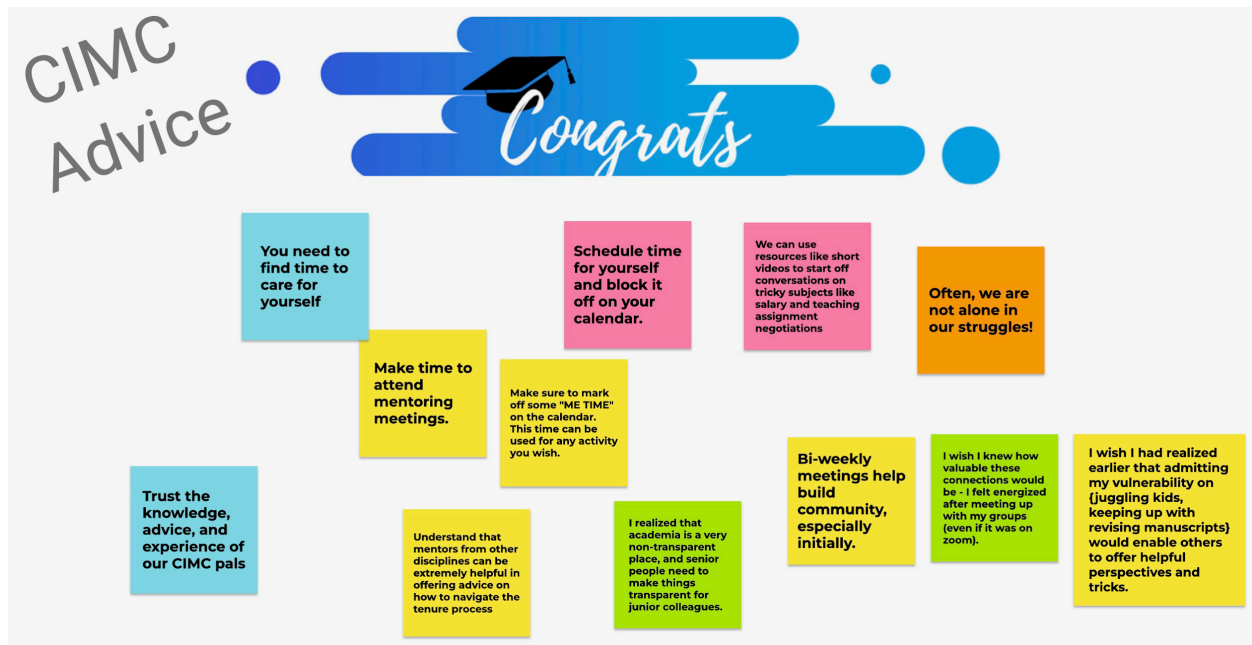 CIMC
Advice
Congrats
You need to
find time to
care for
yourself
Schedule time
for yourself
and block it
off on your
calendar.
We can use
resources like short
videos to start off
conversations on
tricky subjects like
salary and teaching
assignment
negotiations
Often, we are
not alone in
our struggles!
Make time to
attend
mentoring
meetings.
Make sure to mark
off some "ME TIME"
on the calendar.
This time can be
used for any activity
you wish.
Trust the
knowledge,
advice, and
experience of
our CIMC pals
Understand that
mentors from other
disciplines can be
extremely helpful in
offering advice on
how to navigate the
tenure process
I realized that
academia is a very
non-transparent
place, and senior
people need to
make things
transparent for
junior colleagues.
Bi-weekly
meetings help
build
community,
especially
initially.
I wish I knew how
valuable these
connections would
be - I felt energized
after meeting up
with my groups
(even if it was on
zoom).
I wish I had realized
earlier that admitting
my vulnerability on
{juggling kids,
keeping up with
revising manuscripts}
would enable others
to offer helpful
perspectives and
tricks.